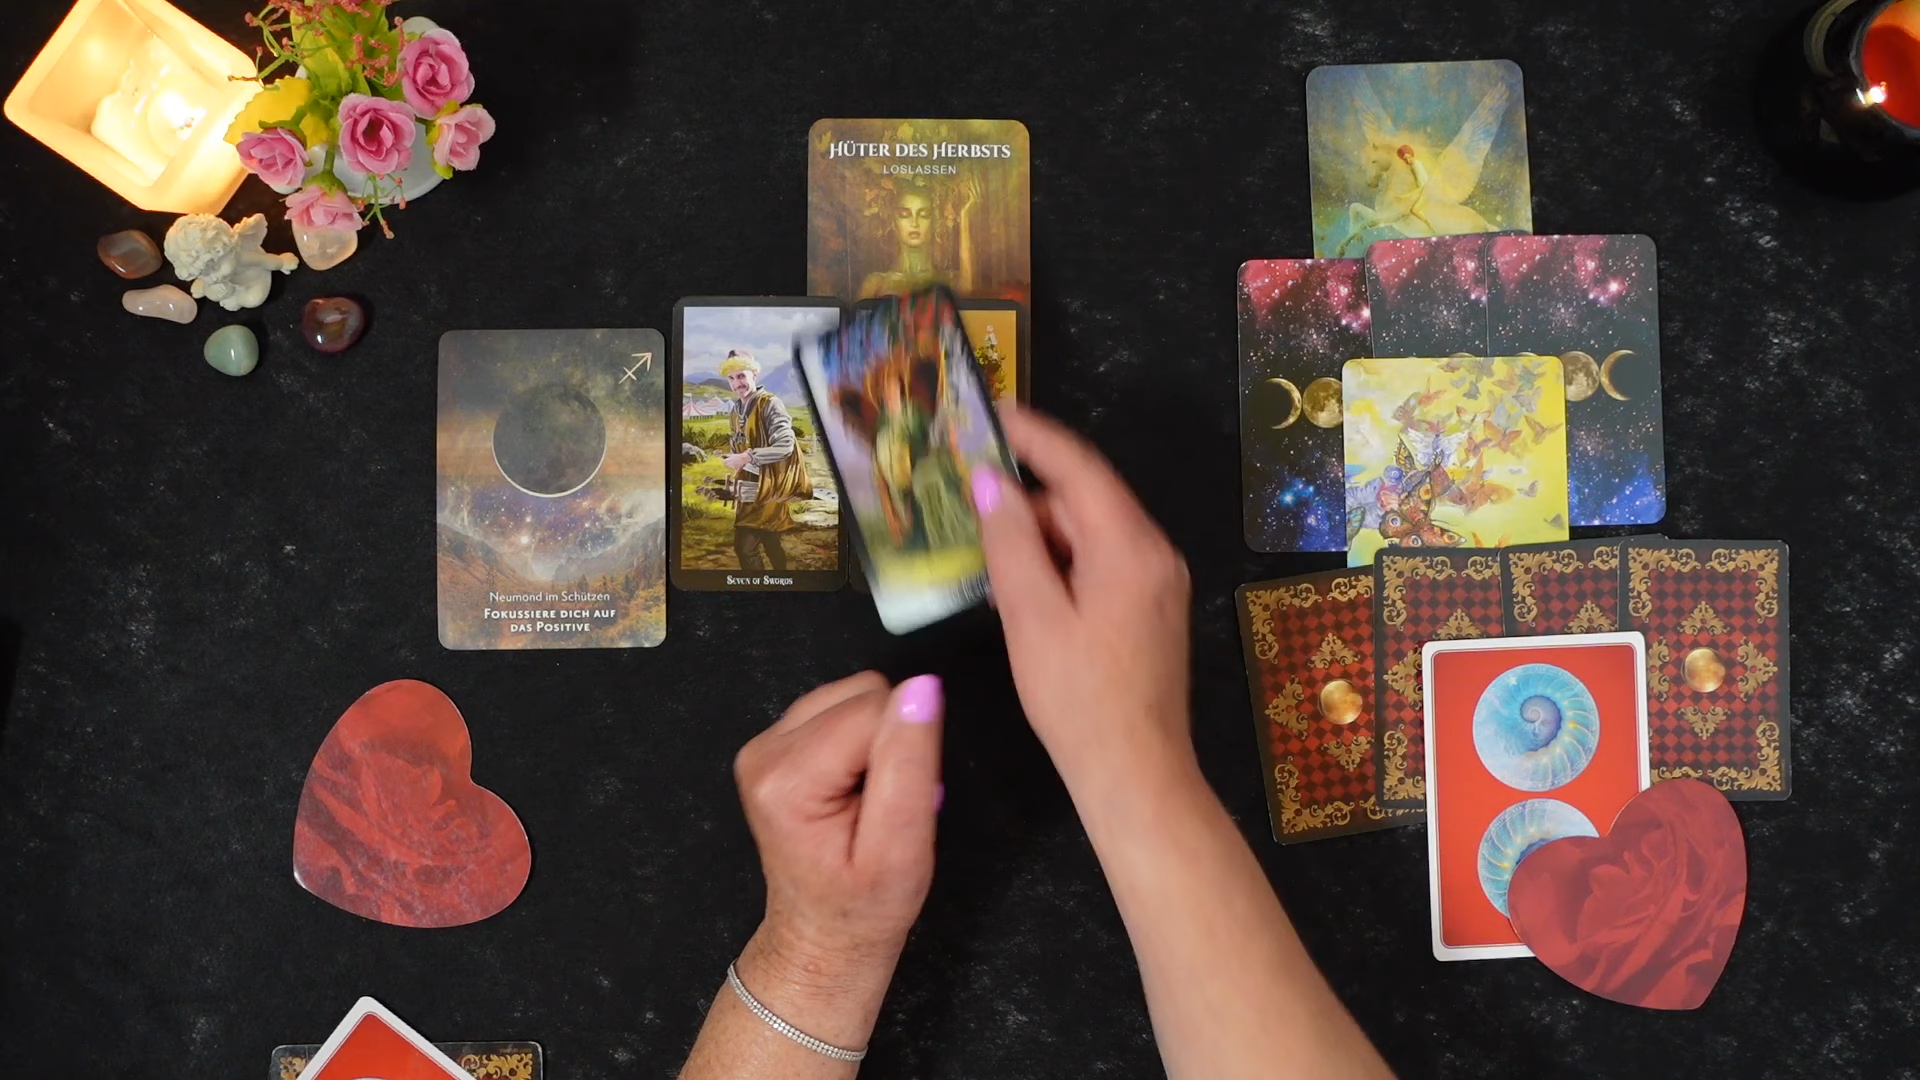 HÜTER DES HERBSTS
LOSLASSEN
Neumond im Schützen
FOKUSSIERE DICH AUF
DAS POSITIVE
SEVEN OF SWORDS